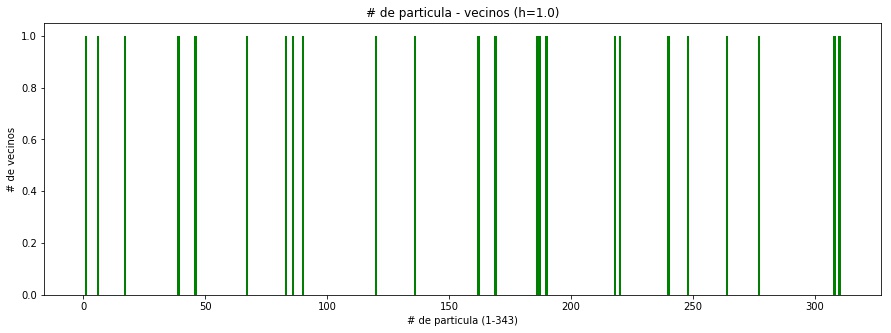 # de particula - vecinos (h=1.0)
1.0
0.8
0.6
0.4
0.2
0.0
# de vecinos
0 50 100 150 200 250 300
# de particula (1-343)